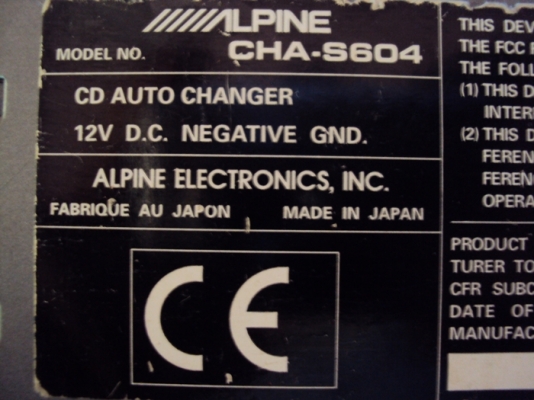 ALPINE
MODEL NO. CHA-S604
CD AUTO CHANGER
12V D.C. NEGATIVE GND.
ALPINE ELECTRONICS, INC.
FABRIQUE AU JAPON MADE IN JAPAN
CE
THIS DEV
THE FCC
THE FOLL
(1) THIS D
INTER
(2) THIS D
FEREN
FEREN
OPERA
PRODUCT
TURER TO
CFR SUBC
DATE OF
MANUFAC